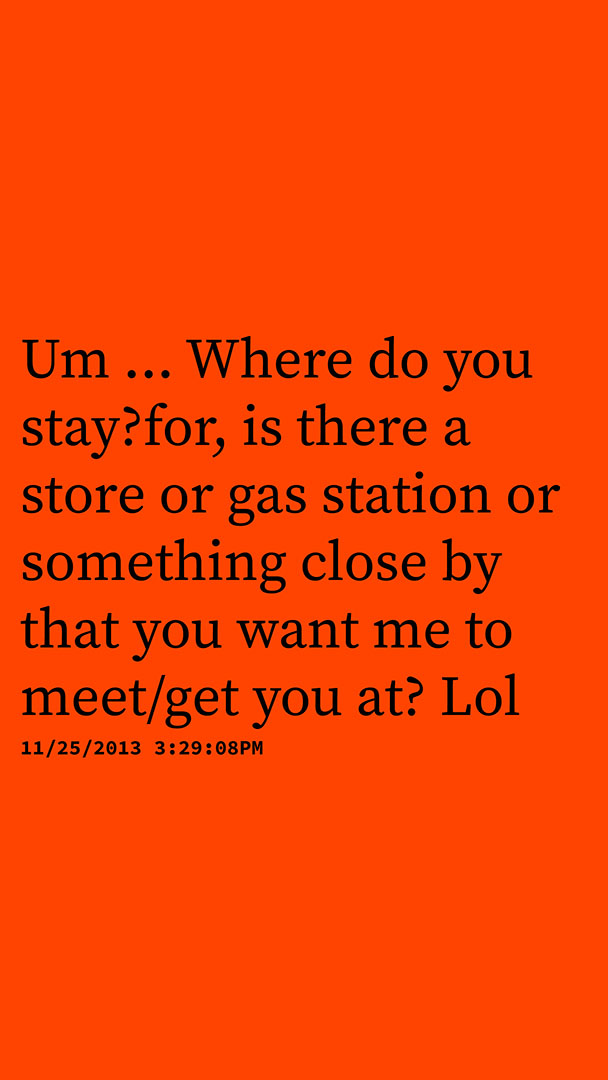 Um ... Where do you
stay?for, is there a
store or gas station or
something close by
that you want me to
meet/get you at? Lol
11/25/2013 3:29:08PM